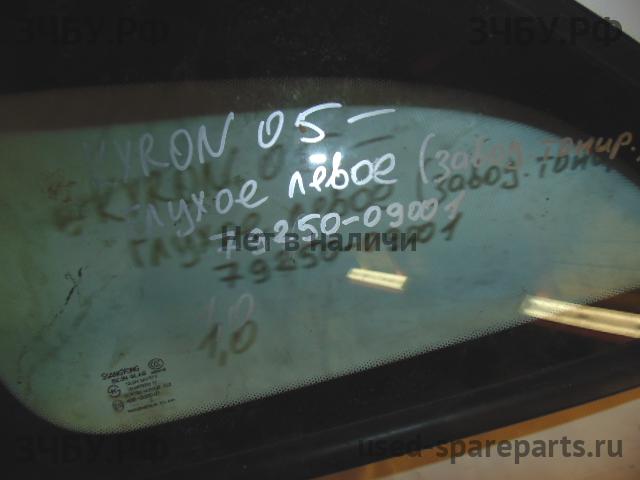 ЗЧБУ.РФ
ЗЧБУ.РФ
KYRON 05 -
глухое левое (завод. тонир.
79250-09001
Нет в наличии
1,0
SSANGYONG
ЗЧБУ.РФ
used-spareparts.ru